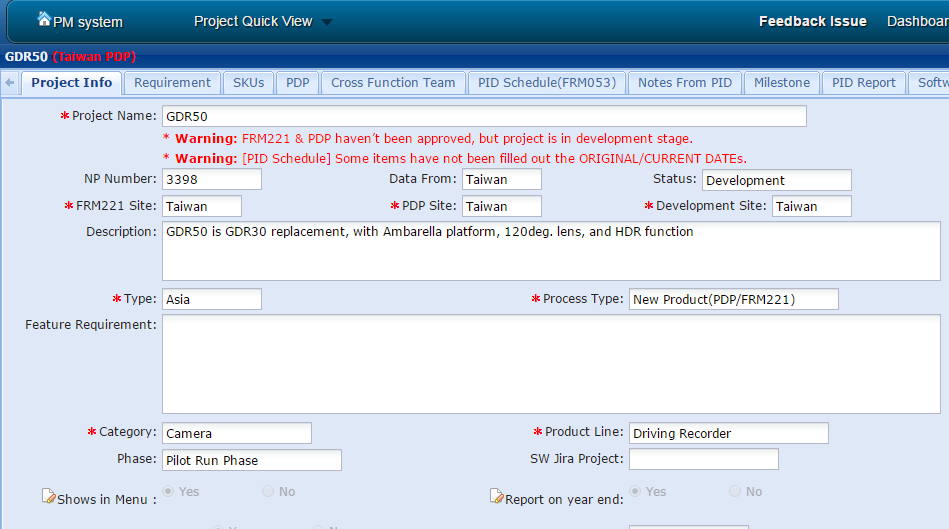 PM system Project Quick View Feedback Issue
GDR50 (Taiwan PDP)
Project Info Requirement SKUs PDP Cross Function Team PID Schedule(FRM053) Notes From PID Milestone PID Report
* Project Name: GDR50
* Warning: FRM221 & PDP haven't been approved, but project is in development stage.
* Warning: [PID Schedule] Some items have not been filled out the ORIGINAL/CURRENT DATEs.
NP Number: 3398 Data From: Taiwan Status: Development
* FRM221 Site: Taiwan * PDP Site: Taiwan * Development Site: Taiwan
Description: GDR50 is GDR30 replacement, with Ambarella platform, 120deg. lens, and HDR function
* Type: Asia * Process Type: New Product(PDP/FRM221)
Feature Requirement:
* Category: Camera * Product Line: Driving Recorder
Phase: Pilot Run Phase SW Jira Project:
Shows in Menu : Yes No Report on year end: Yes No